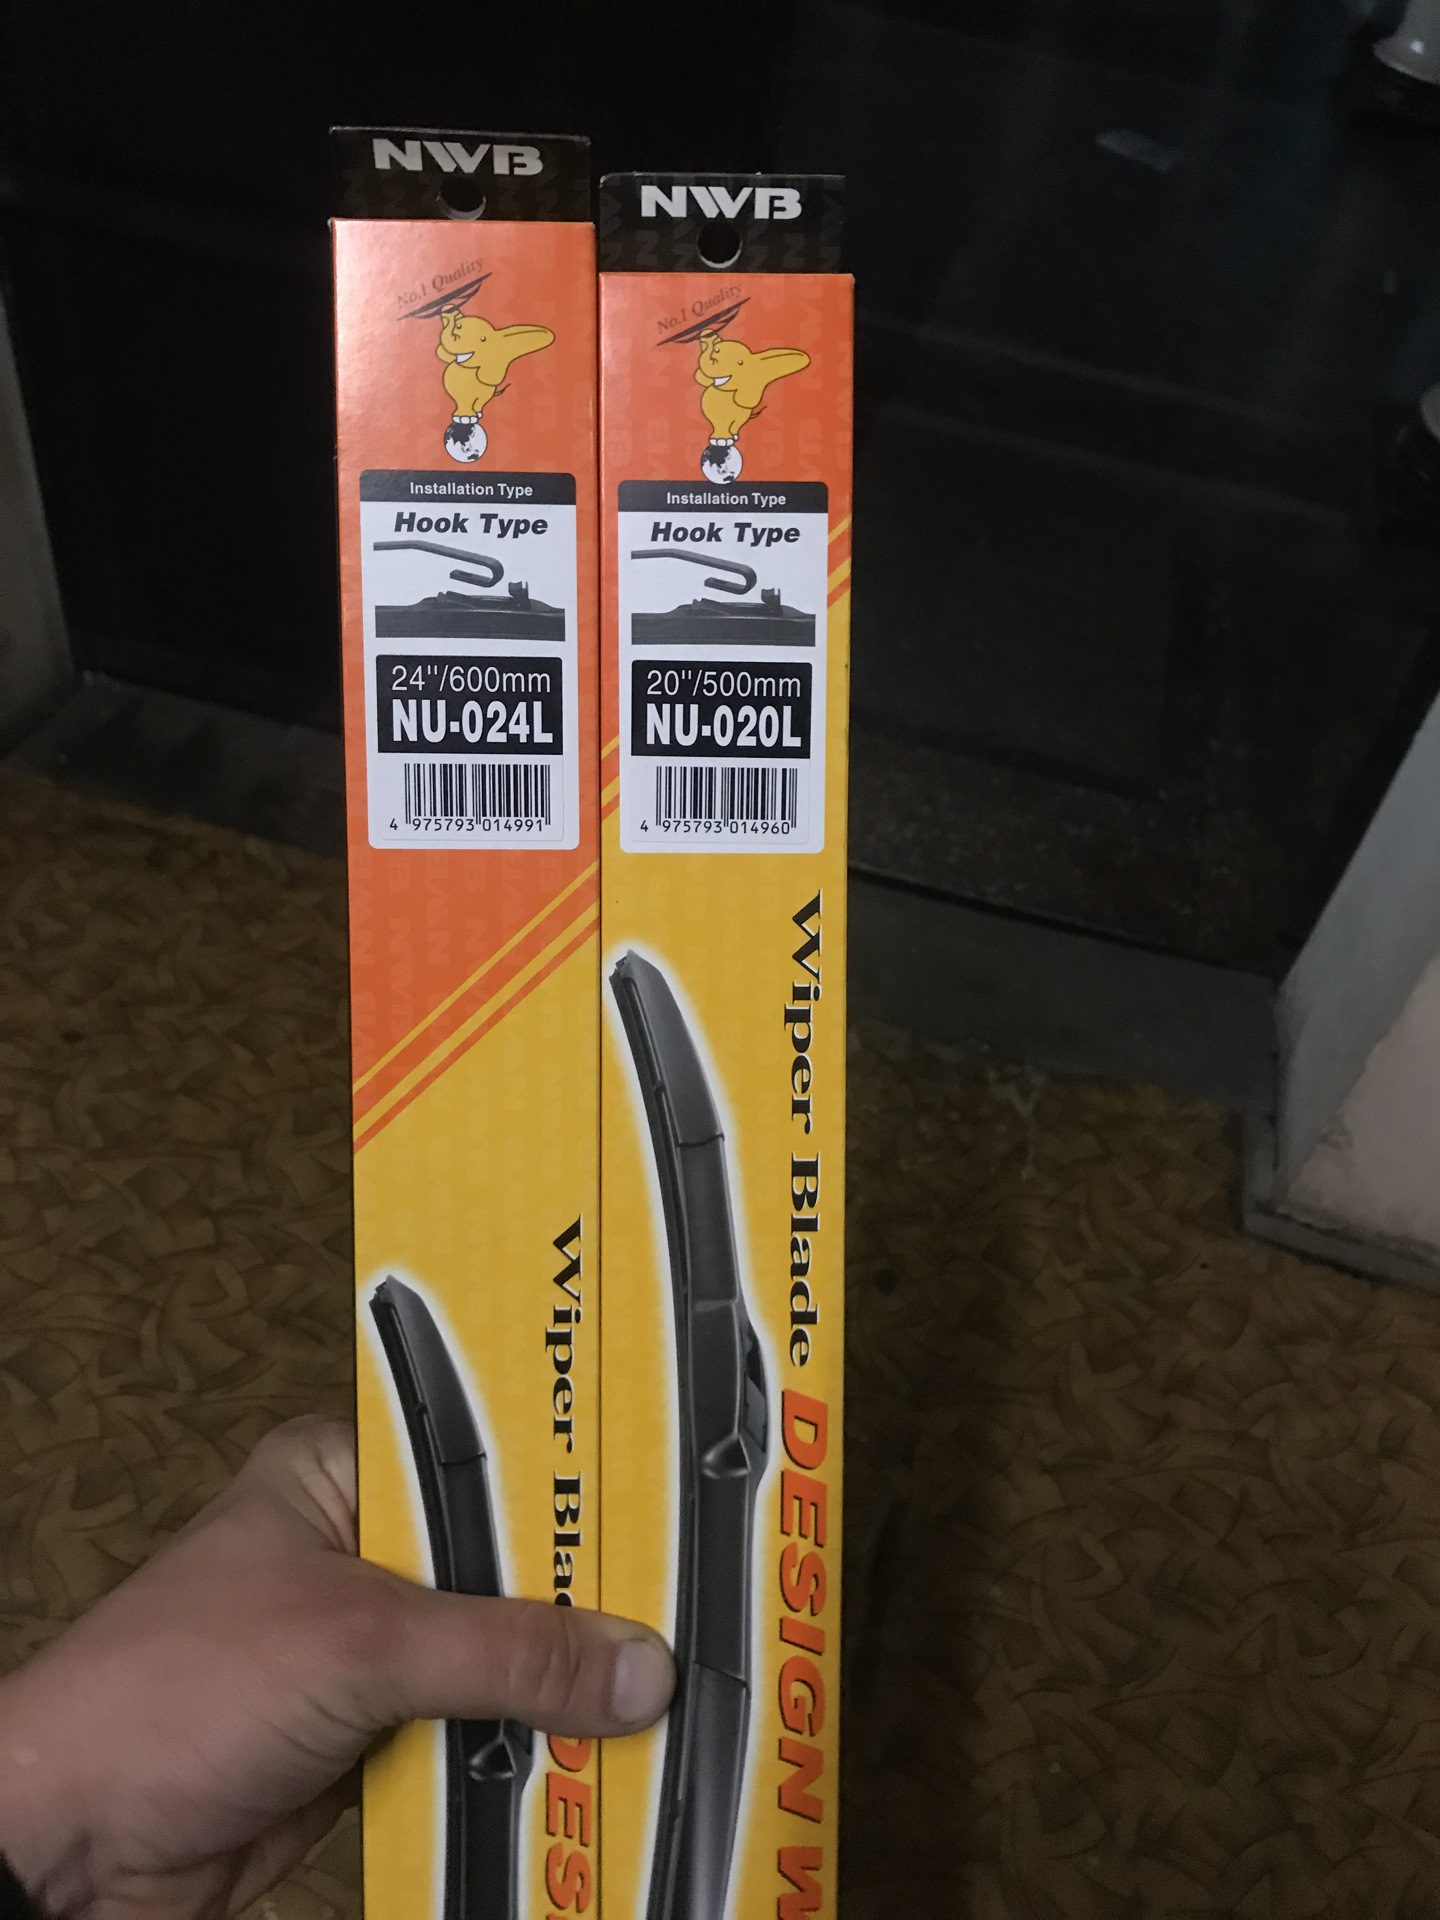 NWB
No.1 Quality
Installation Type
Hook Type
24"/600mm
NU-024L
4 975793 014991
Wiper Blad
DESI
NWB
No.1 Quality
Installation Type
Hook Type
20"/500mm
NU-020L
4 975793 014960
Wiper Blade DESIGN W